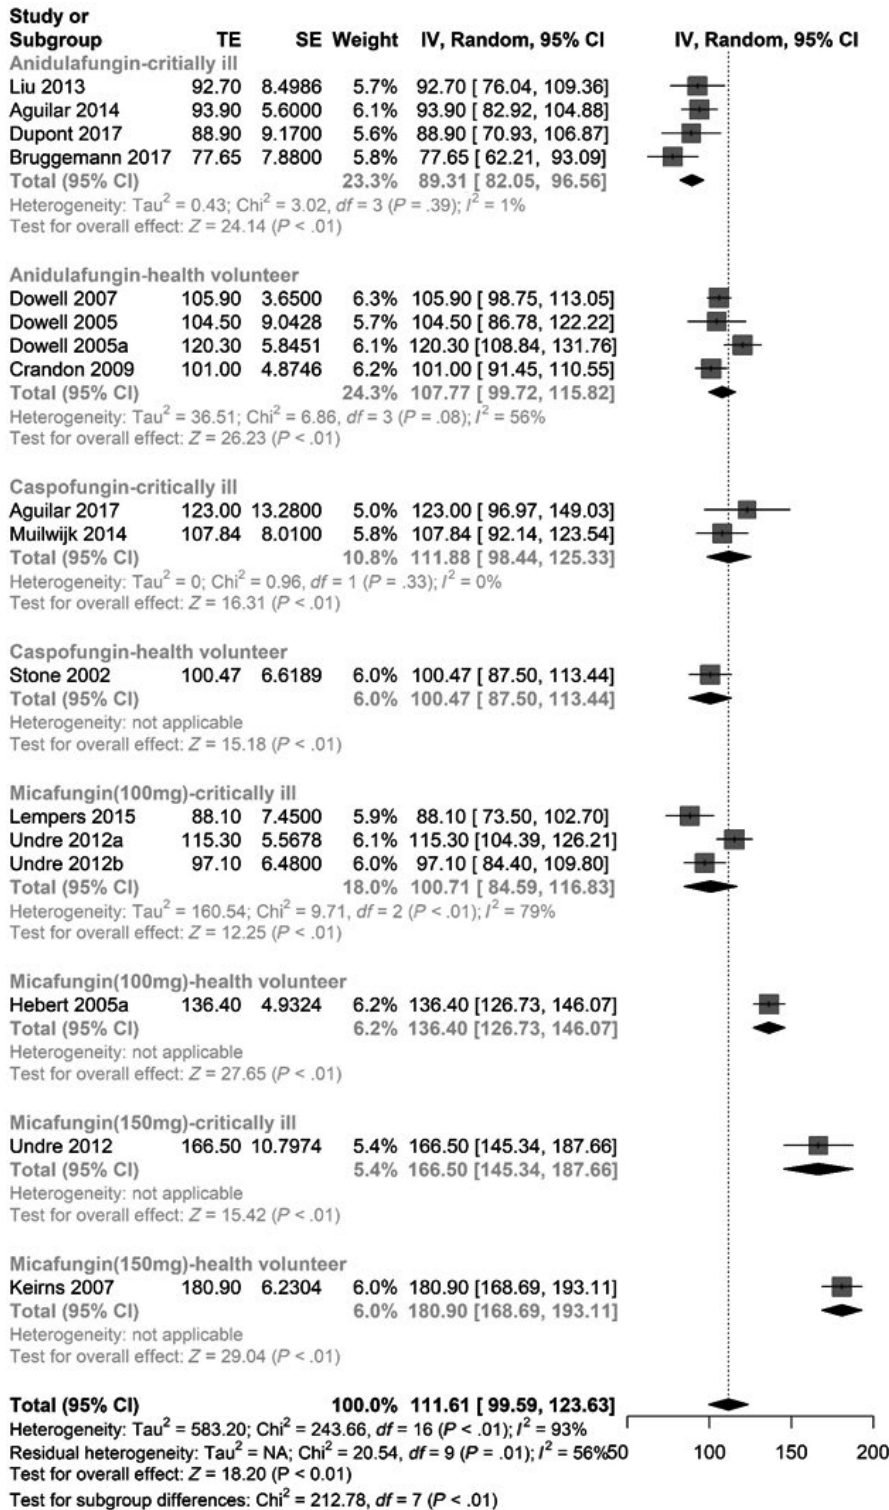 Study or
Subgroup TE SE Weight IV, Random, 95% CI IV, Random, 95% CI
Anidulafungin-critially ill
Liu 2013 92.70 8.4986 5.7% 92.70 [ 76.04, 109.36]
Aguilar 2014 93.90 5.6000 6.1% 93.90 [ 82.92, 104.88]
Dupont 2017 88.90 9.1700 5.6% 88.90 [ 70.93, 106.87]
Bruggemann 2017 77.65 7.8800 5.8% 77.65 [ 62.21, 93.09]
Total (95% CI) 23.3% 89.31 [ 82.05, 96.56]
Heterogeneity: Tau² = 0.43; Chi² = 3.02, df = 3 (P = .39); I² = 1%
Test for overall effect: Z = 24.14 (P < .01)
Anidulafungin-health volunteer
Dowell 2007 105.90 3.6500 6.3% 105.90 [ 98.75, 113.05]
Dowell 2005 104.50 9.0428 5.7% 104.50 [ 86.78, 122.22]
Dowell 2005a 120.30 5.8451 6.1% 120.30 [108.84, 131.76]
Crandon 2009 101.00 4.8746 6.2% 101.00 [ 91.45, 110.55]
Total (95% CI) 24.3% 107.77 [ 99.72, 115.82]
Heterogeneity: Tau² = 36.51; Chi² = 6.86, df = 3 (P = .08); I² = 56%
Test for overall effect: Z = 26.23 (P < .01)
Caspofungin-critically ill
Aguilar 2017 123.00 13.2800 5.0% 123.00 [ 96.97, 149.03]
Muilwijk 2014 107.84 8.0100 5.8% 107.84 [ 92.14, 123.54]
Total (95% CI) 10.8% 111.88 [ 98.44, 125.33]
Heterogeneity: Tau² = 0; Chi² = 0.96, df = 1 (P = .33); I² = 0%
Test for overall effect: Z = 16.31 (P < .01)
Caspofungin-health volunteer
Stone 2002 100.47 6.6189 6.0% 100.47 [ 87.50, 113.44]
Total (95% CI) 6.0% 100.47 [ 87.50, 113.44]
Heterogeneity: not applicable
Test for overall effect: Z = 15.18 (P < .01)
Micafungin(100mg)-critically ill
Lempers 2015 88.10 7.4500 5.9% 88.10 [ 73.50, 102.70]
Undre 2012a 115.30 5.5678 6.1% 115.30 [104.39, 126.21]
Undre 2012b 97.10 6.4800 6.0% 97.10 [ 84.40, 109.80]
Total (95% CI) 18.0% 100.71 [ 84.59, 116.83]
Heterogeneity: Tau² = 160.54; Chi² = 9.71, df = 2 (P < .01); I² = 79%
Test for overall effect: Z = 12.25 (P < .01)
Micafungin(100mg)-health volunteer
Hebert 2005a 136.40 4.9324 6.2% 136.40 [126.73, 146.07]
Total (95% CI) 6.2% 136.40 [126.73, 146.07]
Heterogeneity: not applicable
Test for overall effect: Z = 27.65 (P < .01)
Micafungin(150mg)-critically ill
Undre 2012 166.50 10.7974 5.4% 166.50 [145.34, 187.66]
Total (95% CI) 5.4% 166.50 [145.34, 187.66]
Heterogeneity: not applicable
Test for overall effect: Z = 15.42 (P < .01)
Micafungin(150mg)-health volunteer
Keirns 2007 180.90 6.2304 6.0% 180.90 [168.69, 193.11]
Total (95% CI) 6.0% 180.90 [168.69, 193.11]
Heterogeneity: not applicable
Test for overall effect: Z = 29.04 (P < .01)
Total (95% CI) 100.0% 111.61 [ 99.59, 123.63]
Heterogeneity: Tau² = 583.20; Chi² = 243.66, df = 16 (P < .01); I² = 93%
Residual heterogeneity: Tau² = NA; Chi² = 20.54, df = 9 (P = .01); I² = 56% 50 100 150 200
Test for overall effect: Z = 18.20 (P < 0.01)
Test for subgroup differences: Chi² = 212.78, df = 7 (P < .01)